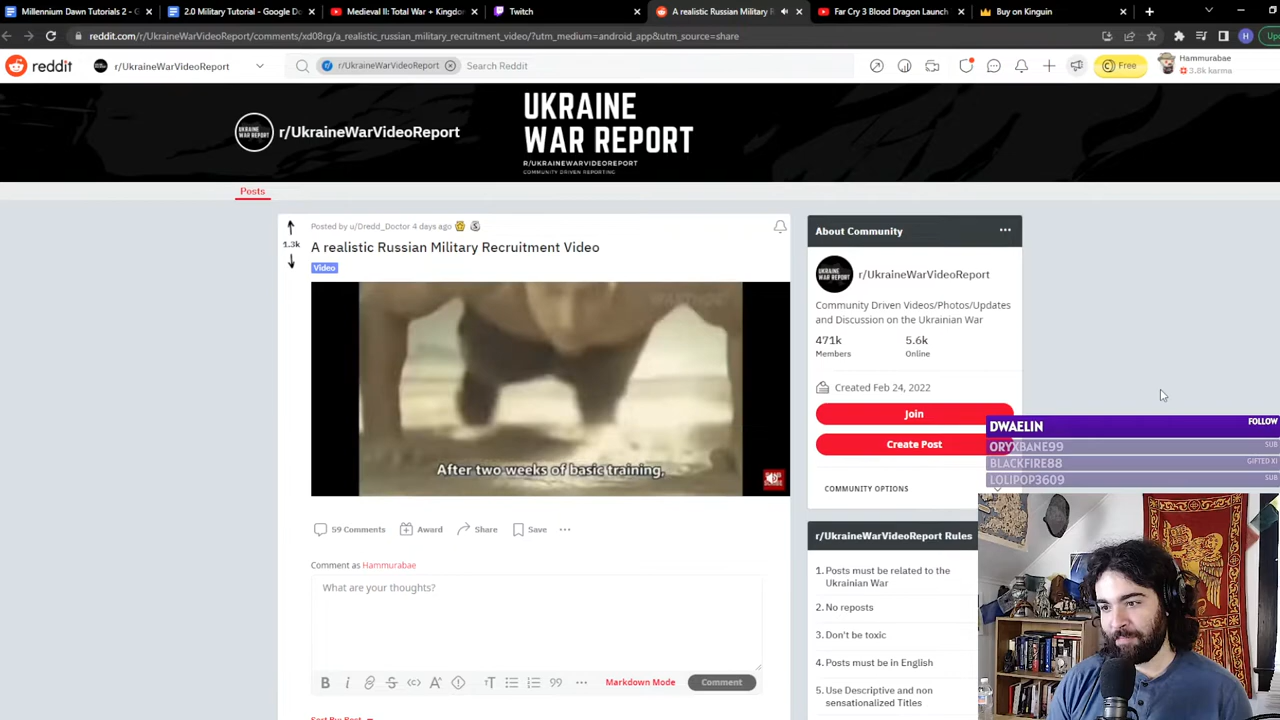 Millennium Dawn Tutorials 2 - G
2.0 Military Tutorial - Google Do
Medieval II: Total War +
Twitch
A realistic Russian Military R
Far Cry 3 Blood Dragon Launch
Buy on Kinguin
reddit.com/r/UkraineWarVideoReport/comments/xd08rg/a_realistic_russian_military_recruitment_video/?utm_medium=android_app&utm_source=share
H
reddit
r/UkraineWarVideoReport
r/UkraineWarVideoReport
Search Reddit
Free
Hammurabae
3.8k karma
UKRAINE
WAR REPORT
R/UKRAINEWARVIDEOREPORT
COMMUNITY DRIVEN REPORTING
UKRAINE
WAR REPORT
r/UkraineWarVideoReport
Posts
Posted by u/Dredd_Doctor 4 days ago
1.3k
A realistic Russian Military Recruitment Video
Video
After two weeks of basic training,
59 Comments
Award
Share
Save
Comment as Hammurabae
What are your thoughts?
Markdown Mode
Comment
About Community
r/UkraineWarVideoReport
Community Driven Videos/Photos/Updates
and Discussion on the Ukrainian War
471k
5.6k
Members
Online
Created Feb 24, 2022
Join
Create Post
COMMUNITY OPTIONS
r/UkraineWarVideoReport Rules
1. Posts must be related to the
Ukrainian War
2. No reposts
3. Don't be toxic
4. Posts must be in English
5. Use Descriptive and non
sensationalized Titles
DWAELIN
FOLLOW
ORYXBANE99
SUB
BLACKFIRE88
GIFTED X1
LOLIPOP3609
SUB